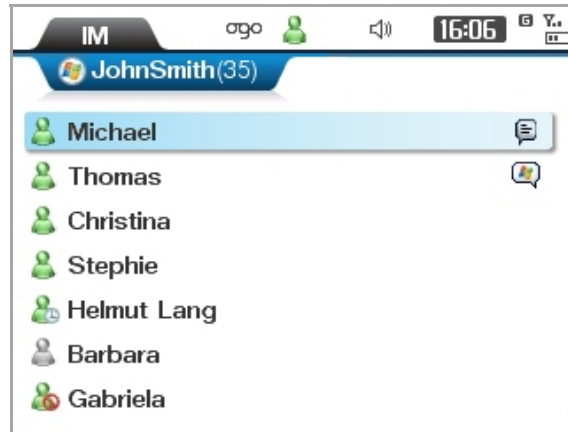 IM ogo 16:06 G
JohnSmith(35)
Michael
Thomas
Christina
Stephie
Helmut Lang
Barbara
Gabriela